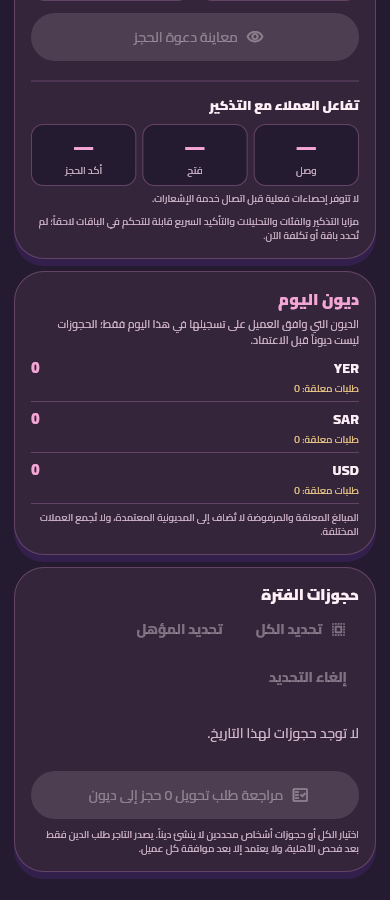 معاينة دعوة الحجز
تفاعل العملاء مع التذكير
— — —
وصل فتح أكد الحجز
لا تتوفر إحصاءات فعلية قبل اتصال خدمة الإشعارات.
مزايا التذكير والفئات والتحليلات والتأكيد السريع قابلة للتحكم في الباقات لاحقاً؛ لم
تُحدد باقة أو تكلفة الآن.
ديون اليوم
الديون التي وافق العميل على تسجيلها في هذا اليوم فقط؛ الحجوزات
ليست ديوناً قبل الاعتماد.
YER 0
طلبات معلقة: 0
SAR 0
طلبات معلقة: 0
USD 0
طلبات معلقة: 0
المبالغ المعلقة والمرفوضة لا تُضاف إلى المديونية المعتمدة، ولا تُجمع العملات
المختلفة.
حجوزات الفترة
تحديد الكل تحديد المؤهل
إلغاء التحديد
لا توجد حجوزات لهذا التاريخ.
مراجعة طلب تحويل 0 حجز إلى ديون
اختيار الكل أو حجوزات أشخاص محددين لا ينشئ ديناً. يصدر التاجر طلب الدين فقط
بعد فحص الأهلية، ولا يعتمد إلا بعد موافقة كل عميل.